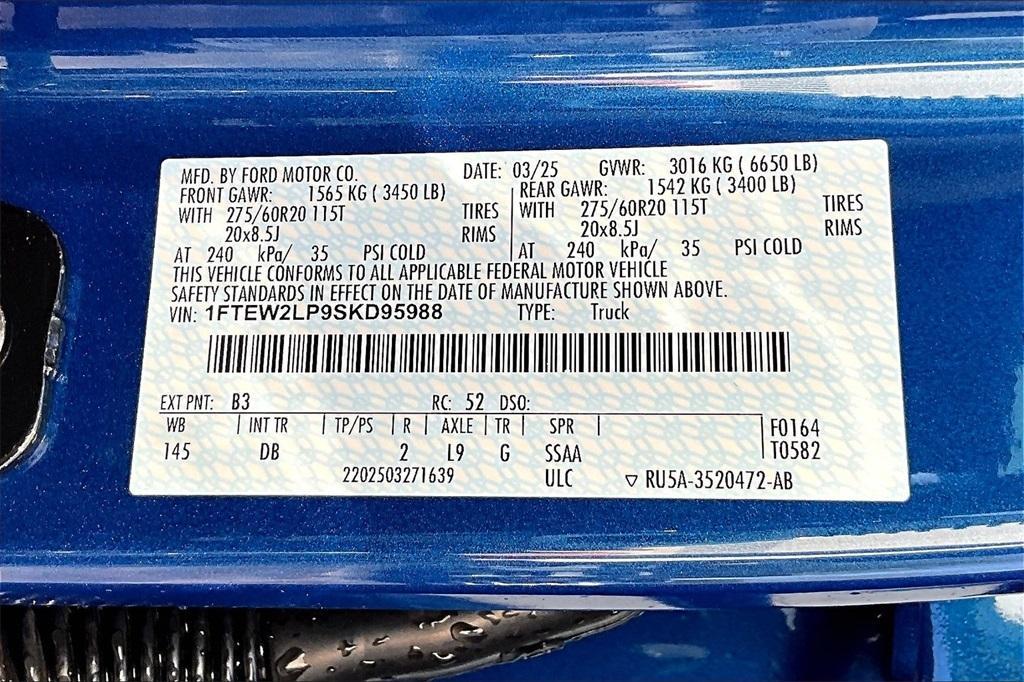 MFD. BY FORD MOTOR CO. DATE: 03/25 GVWR: 3016 KG ( 6650 LB)
FRONT GAWR: 1565 KG ( 3450 LB) REAR GAWR: 1542 KG ( 3400 LB)
WITH 275/60R20 115T TIRES WITH 275/60R20 115T TIRES
20x8.5J RIMS 20x8.5J RIMS
AT 240 kPa/ 35 PSI COLD AT 240 kPa/ 35 PSI COLD
THIS VEHICLE CONFORMS TO ALL APPLICABLE FEDERAL MOTOR VEHICLE
SAFETY STANDARDS IN EFFECT ON THE DATE OF MANUFACTURE SHOWN ABOVE.
VIN: 1FTEW2LP9SKD95988 TYPE: Truck
EXT PNT: B3 RC: 52 DSO:
WB INT TR TP/PS R AXLE TR SPR F0164
145 DB 2 L9 G SSAA T0582
2202503271639 ULC ▽ RU5A-3520472-AB